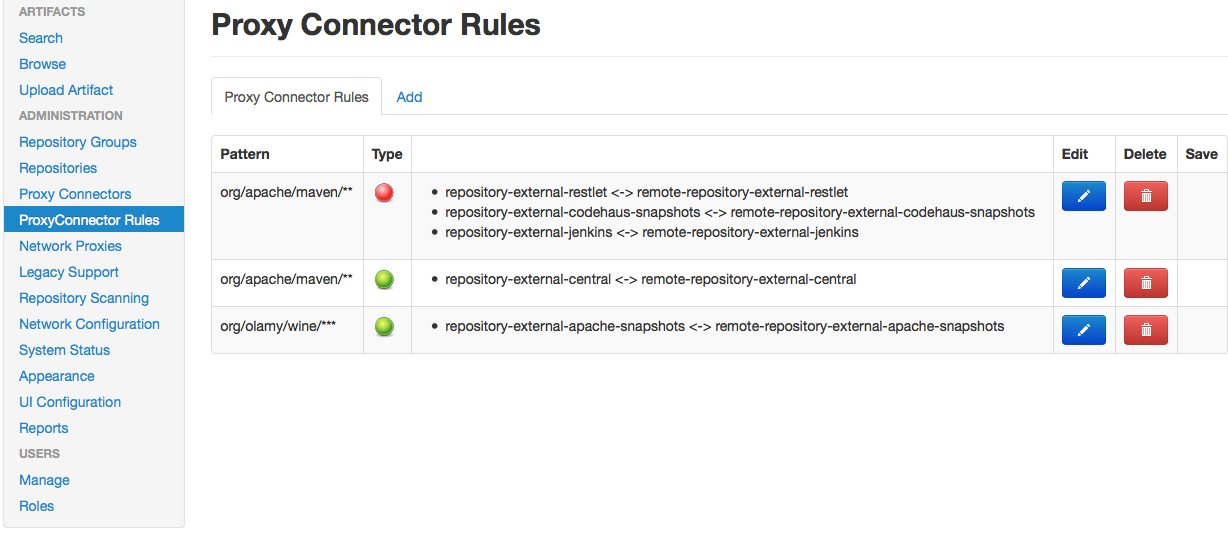 ARTIFACTS
Search
Browse
Upload Artifact
ADMINISTRATION
Repository Groups
Repositories
Proxy Connectors
ProxyConnector Rules
Network Proxies
Legacy Support
Repository Scanning
Network Configuration
System Status
Appearance
UI Configuration
Reports
USERS
Manage
Roles
Proxy Connector Rules
Proxy Connector Rules Add
Pattern Type Edit Delete Save
org/apache/maven/** • repository-external-restlet <-> remote-repository-external-restlet
• repository-external-codehaus-snapshots <-> remote-repository-external-codehaus-snapshots
• repository-external-jenkins <-> remote-repository-external-jenkins
org/apache/maven/** • repository-external-central <-> remote-repository-external-central
org/olamy/wine/*** • repository-external-apache-snapshots <-> remote-repository-external-apache-snapshots